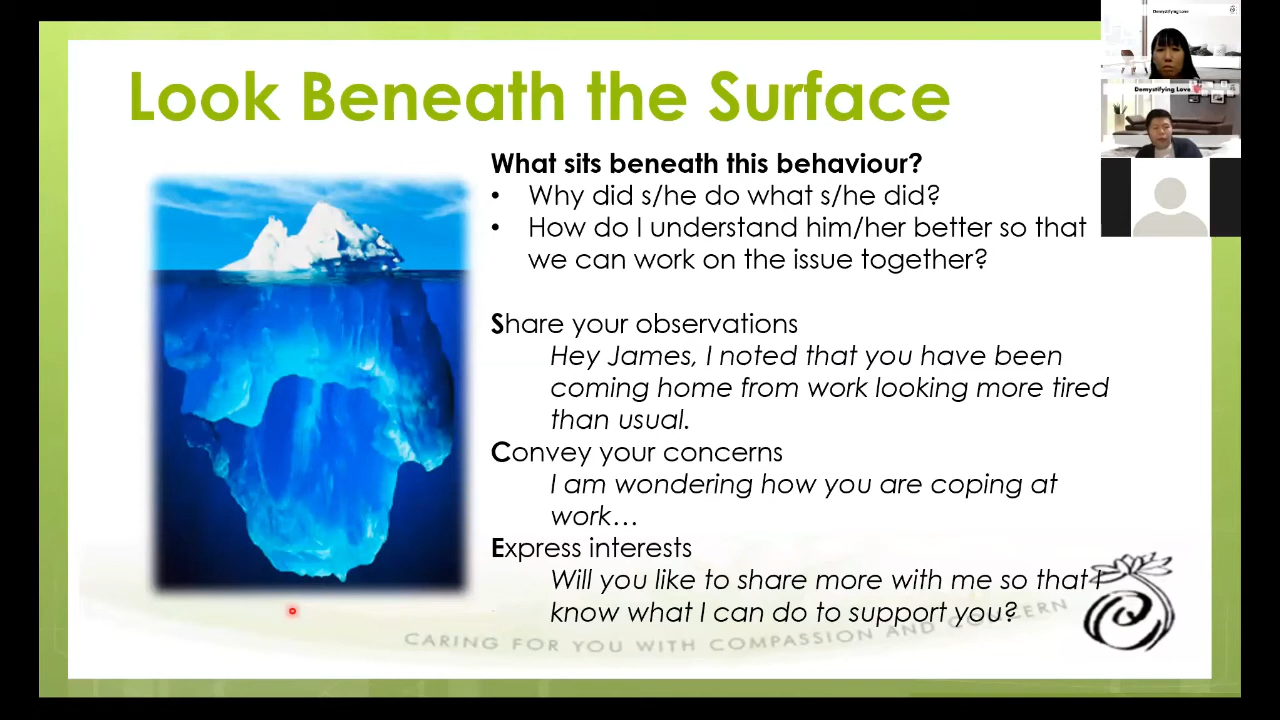 Look Beneath the Surface
Demystifying Love
Demystifying Love
What sits beneath this behaviour?
• Why did s/he do what s/he did?
• How do I understand him/her better so that
we can work on the issue together?
Share your observations
Hey James, I noted that you have been
coming home from work looking more tired
than usual.
Convey your concerns
I am wondering how you are coping at
work…
Express interests
Will you like to share more with me so that I
know what I can do to support you?
CARING FOR YOU WITH COMPASSION AND CONCERN